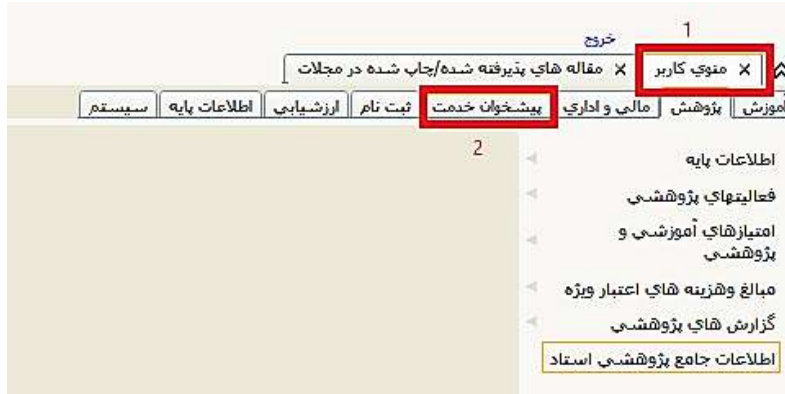 1
خروج
منوي کاربر
مقاله هاي پذيرفته شده/چاپ شده در مجلات
آموزش پژوهش مالي و اداري پيشخوان خدمت ثبت نام ارزشيابي اطلاعات پايه سيستم
2
اطلاعات پايه
فعاليتهاي پژوهشي
امتيازهاي آموزشي و
پژوهشي
مبالغ وهزينه هاي اعتبار ويژه
گزارش هاي پژوهشي
اطلاعات جامع پژوهشي استاد